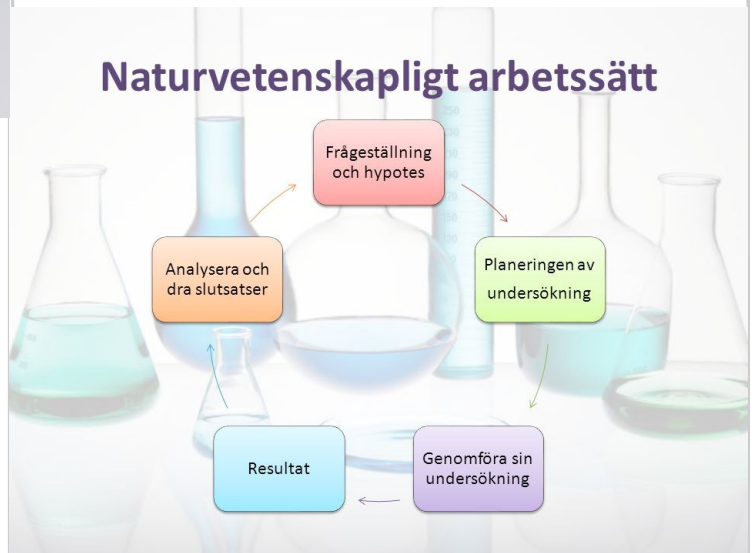 Naturvetenskapligt arbetssätt
Frågeställning
och hypotes
Planeringen av
undersökning
Genomföra sin
undersökning
Resultat
Analysera och
dra slutsatser